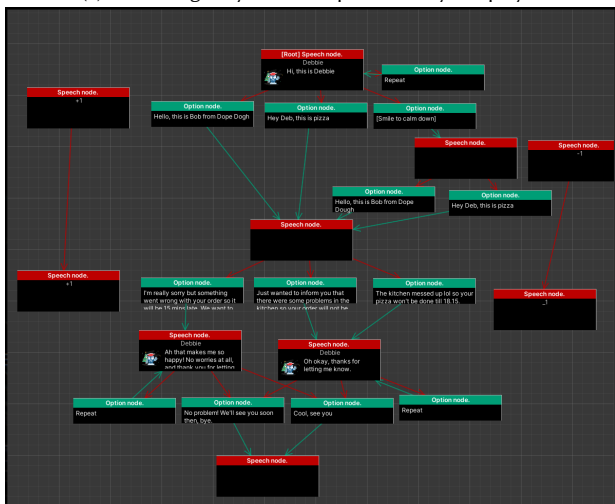 [Root] Speech node.
Debbie
Hi, this is Debbie
Option node.
Repeat
Speech node.
+1
Option node.
Hello, this is Bob from Dope Dogh
Option node.
Hey Deb, this is pizza
Option node.
[Smile to calm down]
Speech node.
Speech node.
-1
Option node.
Hello, this is Bob from Dope
Dough
Option node.
Hey Deb, this is pizza
Speech node.
Speech node.
+1
Option node.
I'm really sorry but something
went wrong with your order so it
will be 15 mins late. We want to
Option node.
Just wanted to inform you that
there were some problems in the
kitchen so your order will not be
Option node.
The kitchen messed up lol so your
pizza won't be done till 18.15.
Speech node.
-1
Speech node.
Debbie
Ah that makes me so
happy! No worries at all,
and thank you for letting
Speech node.
Debbie
Oh okay, thanks for
letting me know.
Option node.
Repeat
Option node.
No problem! We'll see you soon
then, bye.
Option node.
Cool, see you
Option node.
Repeat
Speech node.